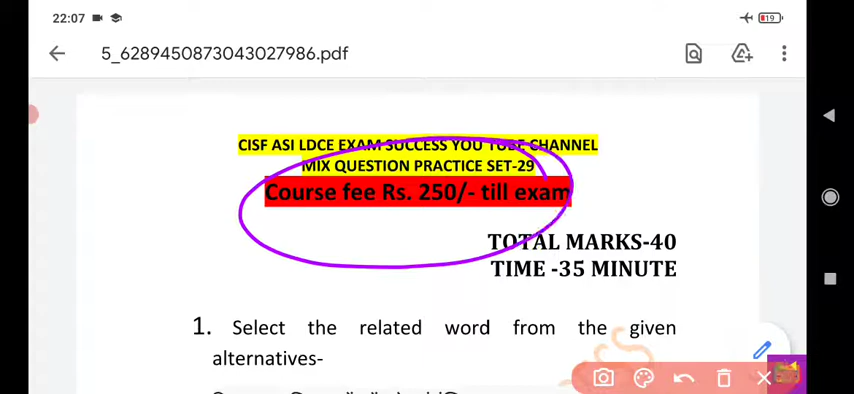 22:07
19
5_6289450873043027986.pdf
CISF ASI LDCE EXAM SUCCESS YOU TUBE CHANNEL
MIX QUESTION PRACTICE SET-29
Course fee Rs. 250/- till exam
TOTAL MARKS-40
TIME -35 MINUTE
1. Select the related word from the given
alternatives-